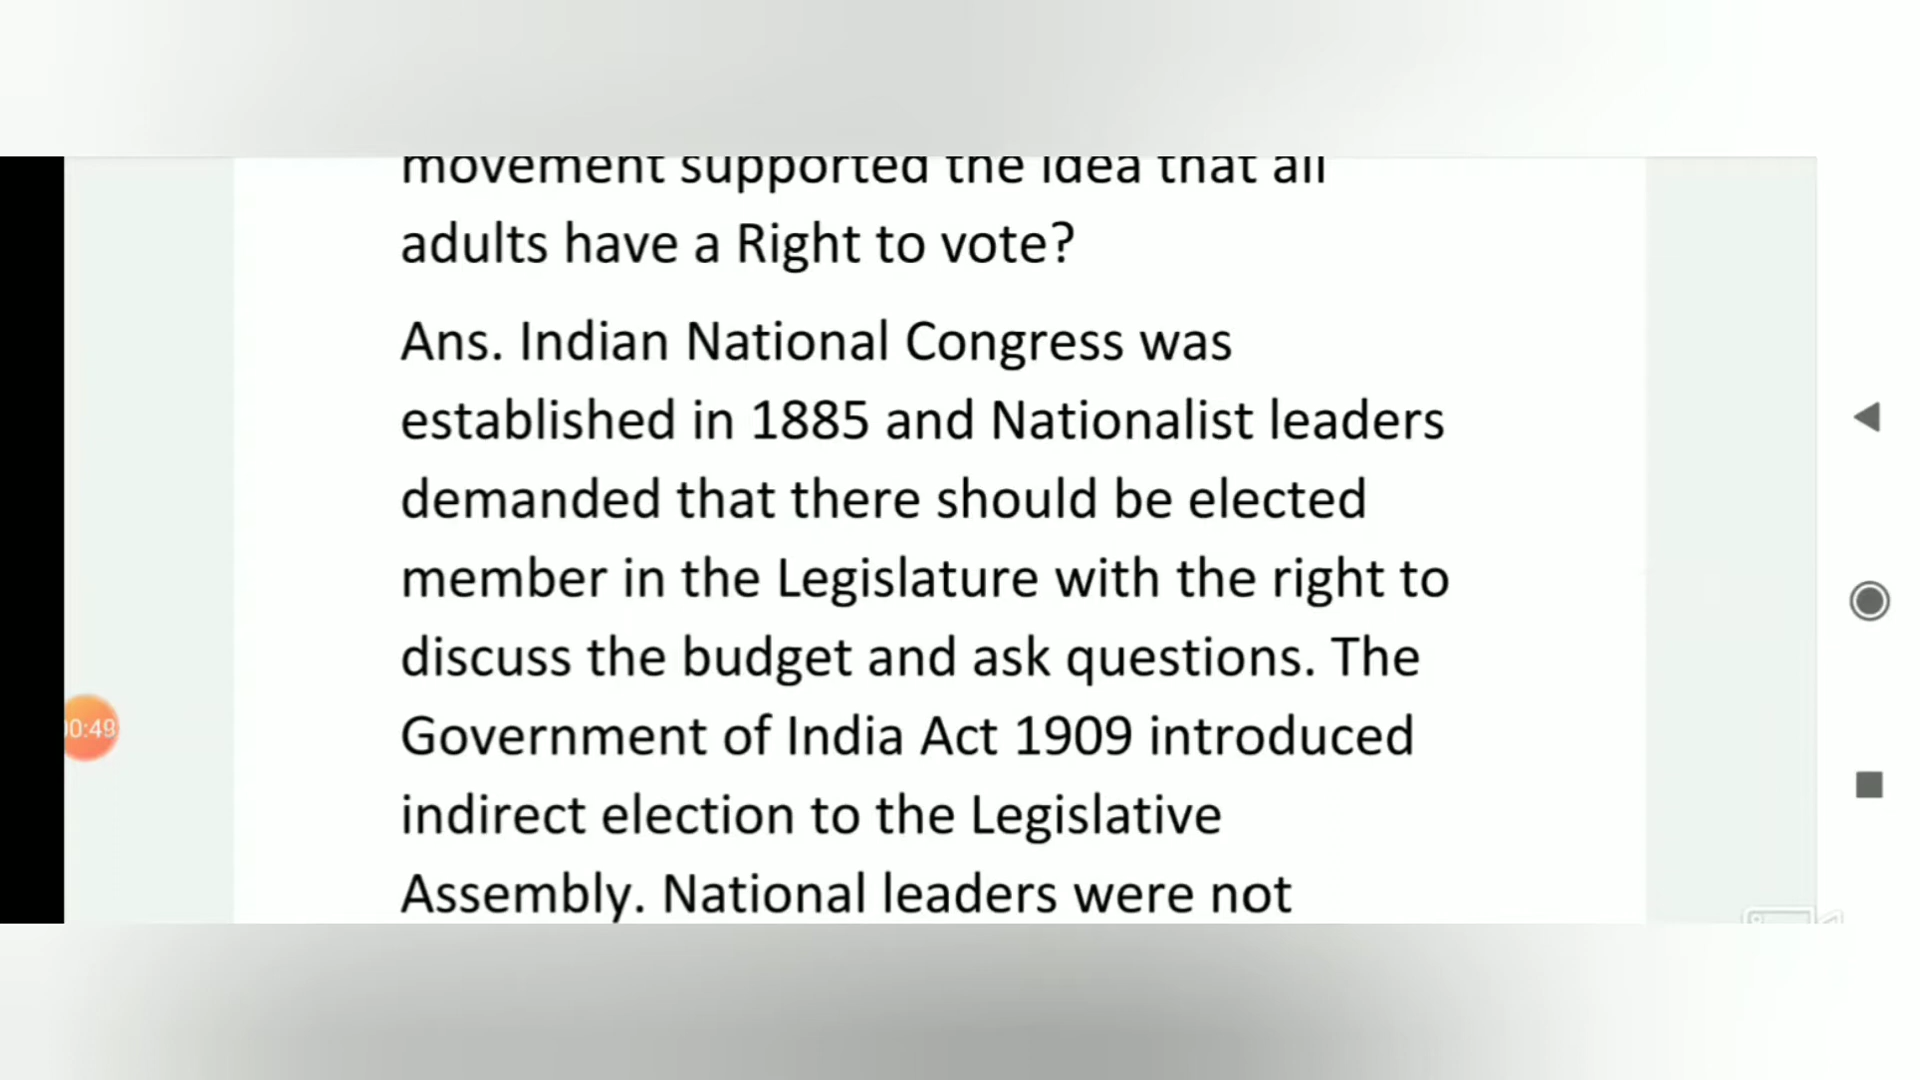 movement supported the idea that all
adults have a Right to vote?
Ans. Indian National Congress was
established in 1885 and Nationalist leaders
demanded that there should be elected
member in the Legislature with the right to
discuss the budget and ask questions. The
Government of India Act 1909 introduced
indirect election to the Legislative
Assembly. National leaders were not
0:49